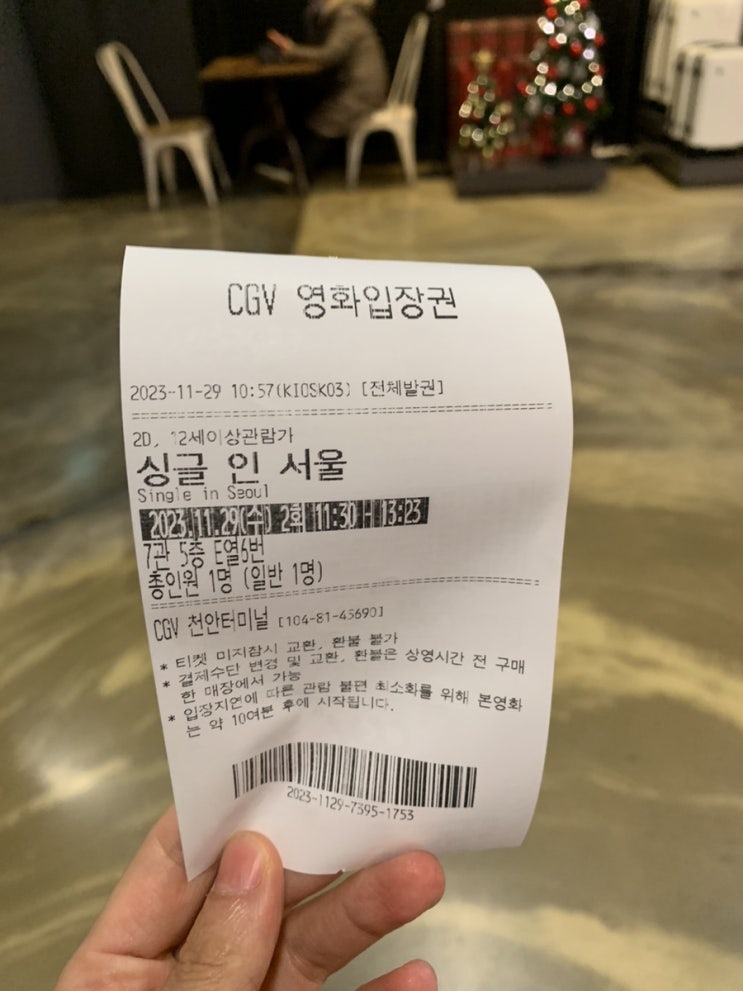 CGV 영화입장권
2023-11-29 10:57(KIOSK03) [전체발권]
2D, 12세이상관람가
싱글 인 서울
Single in Seoul
2023.11.29(수) 2회 11:30 - 13:23
7관 5층 E열6번
총인원 1명 (일반 1명)
CGV 천안터미널 [104-81-45690]
* 티켓 미지참시 교환, 환불 불가
* 결제수단 변경 및 교환, 환불은 상영시간 전 구매
한 매장에서 가능
* 입장지연에 따른 관람 불편 최소화를 위해 본영화
는 약 10여분 후에 시작됩니다.
2023-1129-7395-1753